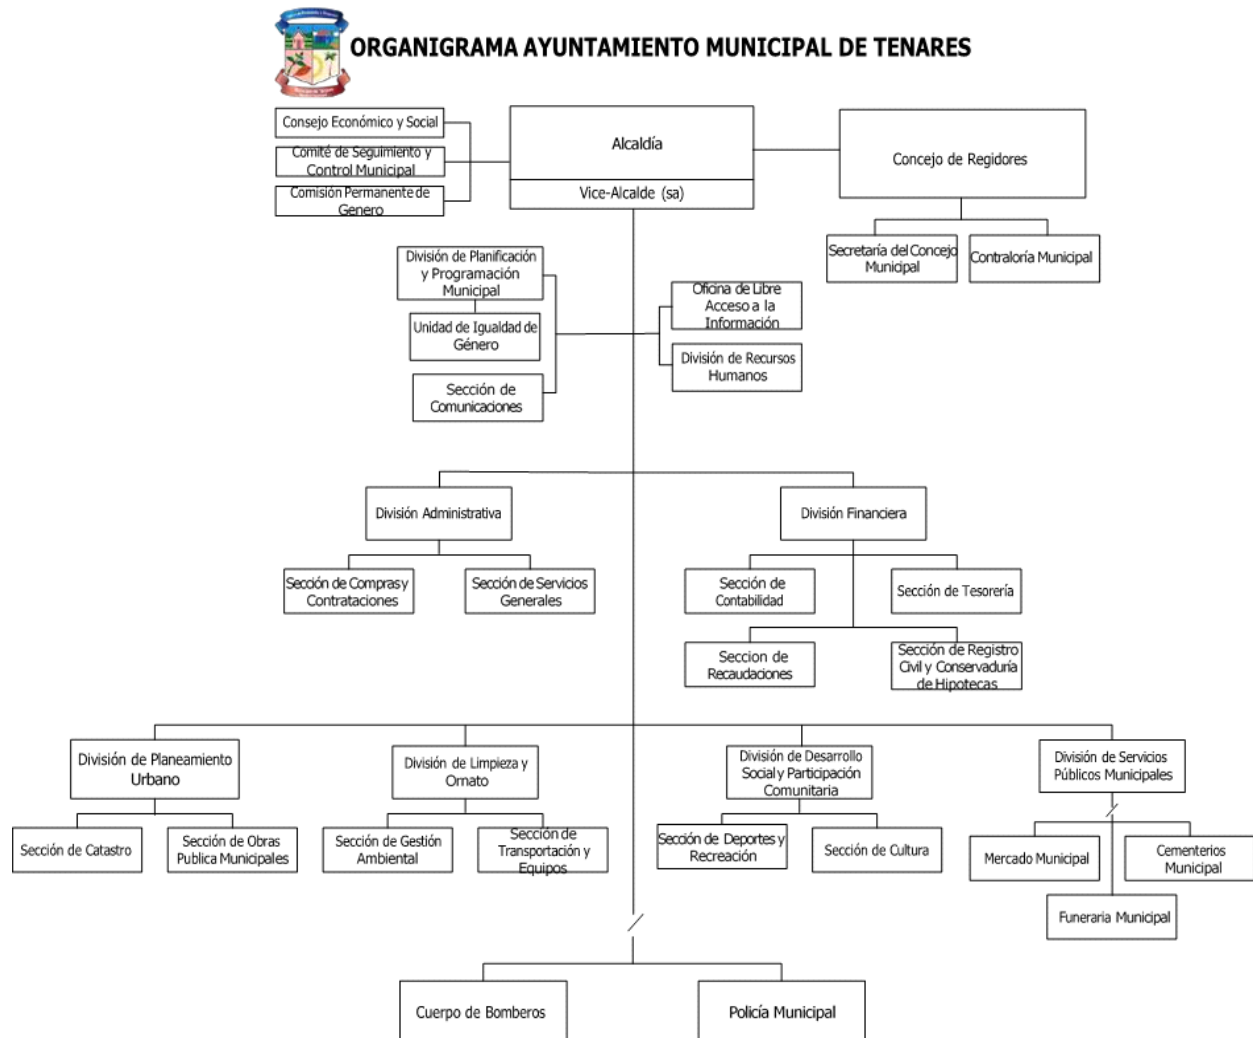 ORGANIGRAMA AYUNTAMIENTO MUNICIPAL DE TENARES
Consejo Económico y Social
Comité de Seguimiento y
Control Municipal
Comisión Permanente de
Genero
Alcaldía
Vice-Alcalde (sa)
Concejo de Regidores
Secretaría del Concejo
Municipal
Contraloría Municipal
División de Planificación
y Programación
Municipal
Unidad de Igualdad de
Género
Sección de
Comunicaciones
Oficina de Libre
Acceso a la
Información
División de Recursos
Humanos
División Administrativa
División Financiera
Sección de Compras y
Contrataciones
Sección de Servicios
Generales
Sección de
Contabilidad
Sección de Tesorería
Seccion de
Recaudaciones
Sección de Registro
Civil y Conservaduría
de Hipotecas
División de Planeamiento
Urbano
División de Limpieza y
Ornato
División de Desarrollo
Social y Participación
Comunitaria
División de Servicios
Públicos Municipales
Sección de Catastro
Sección de Obras
Publica Municipales
Sección de Gestión
Ambiental
Sección de
Transportación y
Equipos
Sección de Deportes y
Recreación
Sección de Cultura
Mercado Municipal
Cementerios
Municipal
Funeraria Municipal
Cuerpo de Bomberos
Policía Municipal